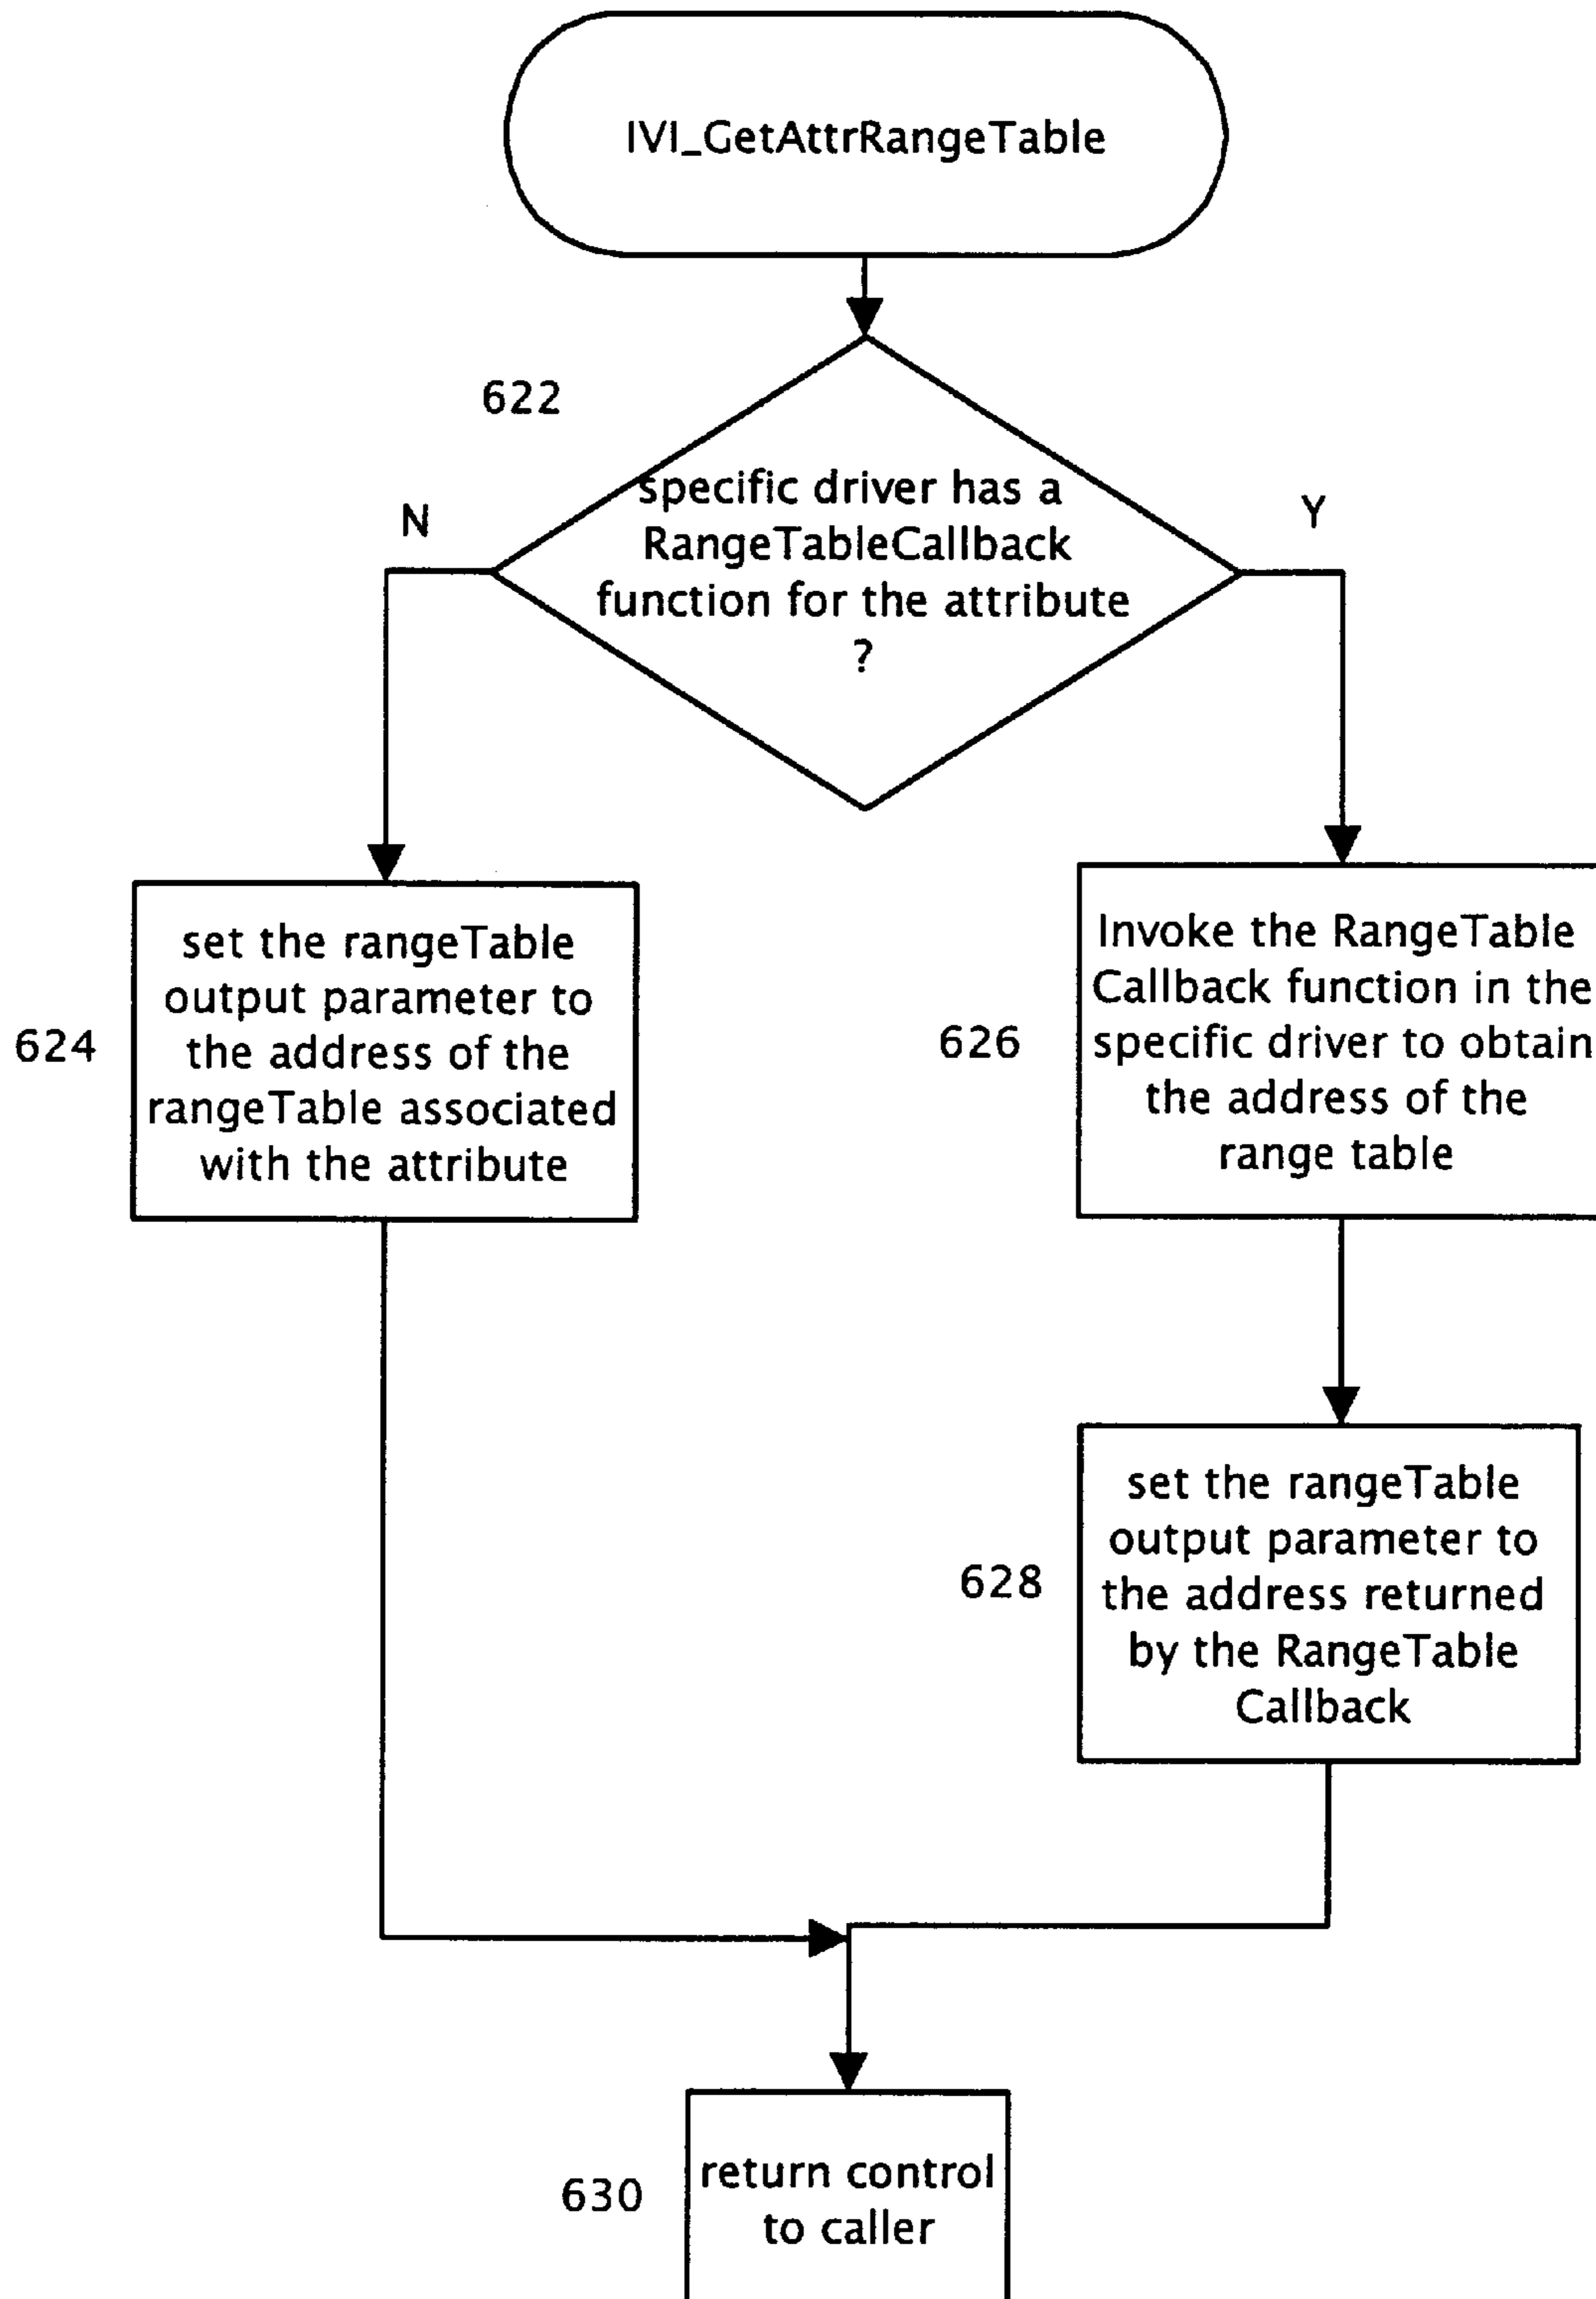 IVI_GetAttrRangeTable
622
specific driver has a
RangeTableCallback
function for the attribute
?
N
Y
624
set the rangeTable
output parameter to
the address of the
rangeTable associated
with the attribute
626
Invoke the RangeTable
Callback function in the
specific driver to obtain
the address of the
range table
628
set the rangeTable
output parameter to
the address returned
by the RangeTable
Callback
630
return control
to caller